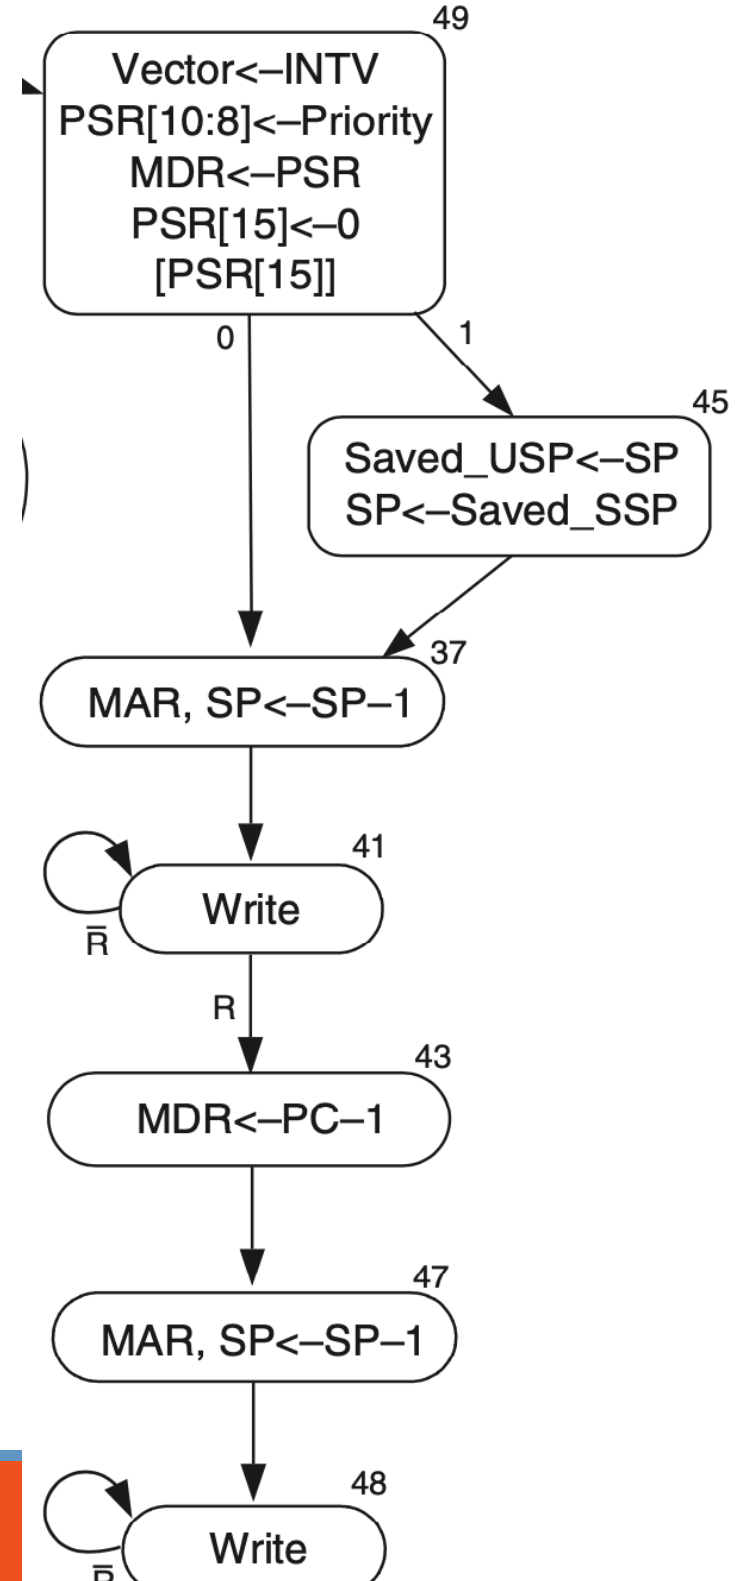 49
Vector<–INTV
PSR[10:8]<–Priority
MDR<–PSR
PSR[15]<–0
[PSR[15]]
0
1
45
Saved_USP<–SP
SP<–Saved_SSP
37
MAR, SP<–SP–1
41
Write
R̅
R
43
MDR<–PC–1
47
MAR, SP<–SP–1
48
Write
R̅